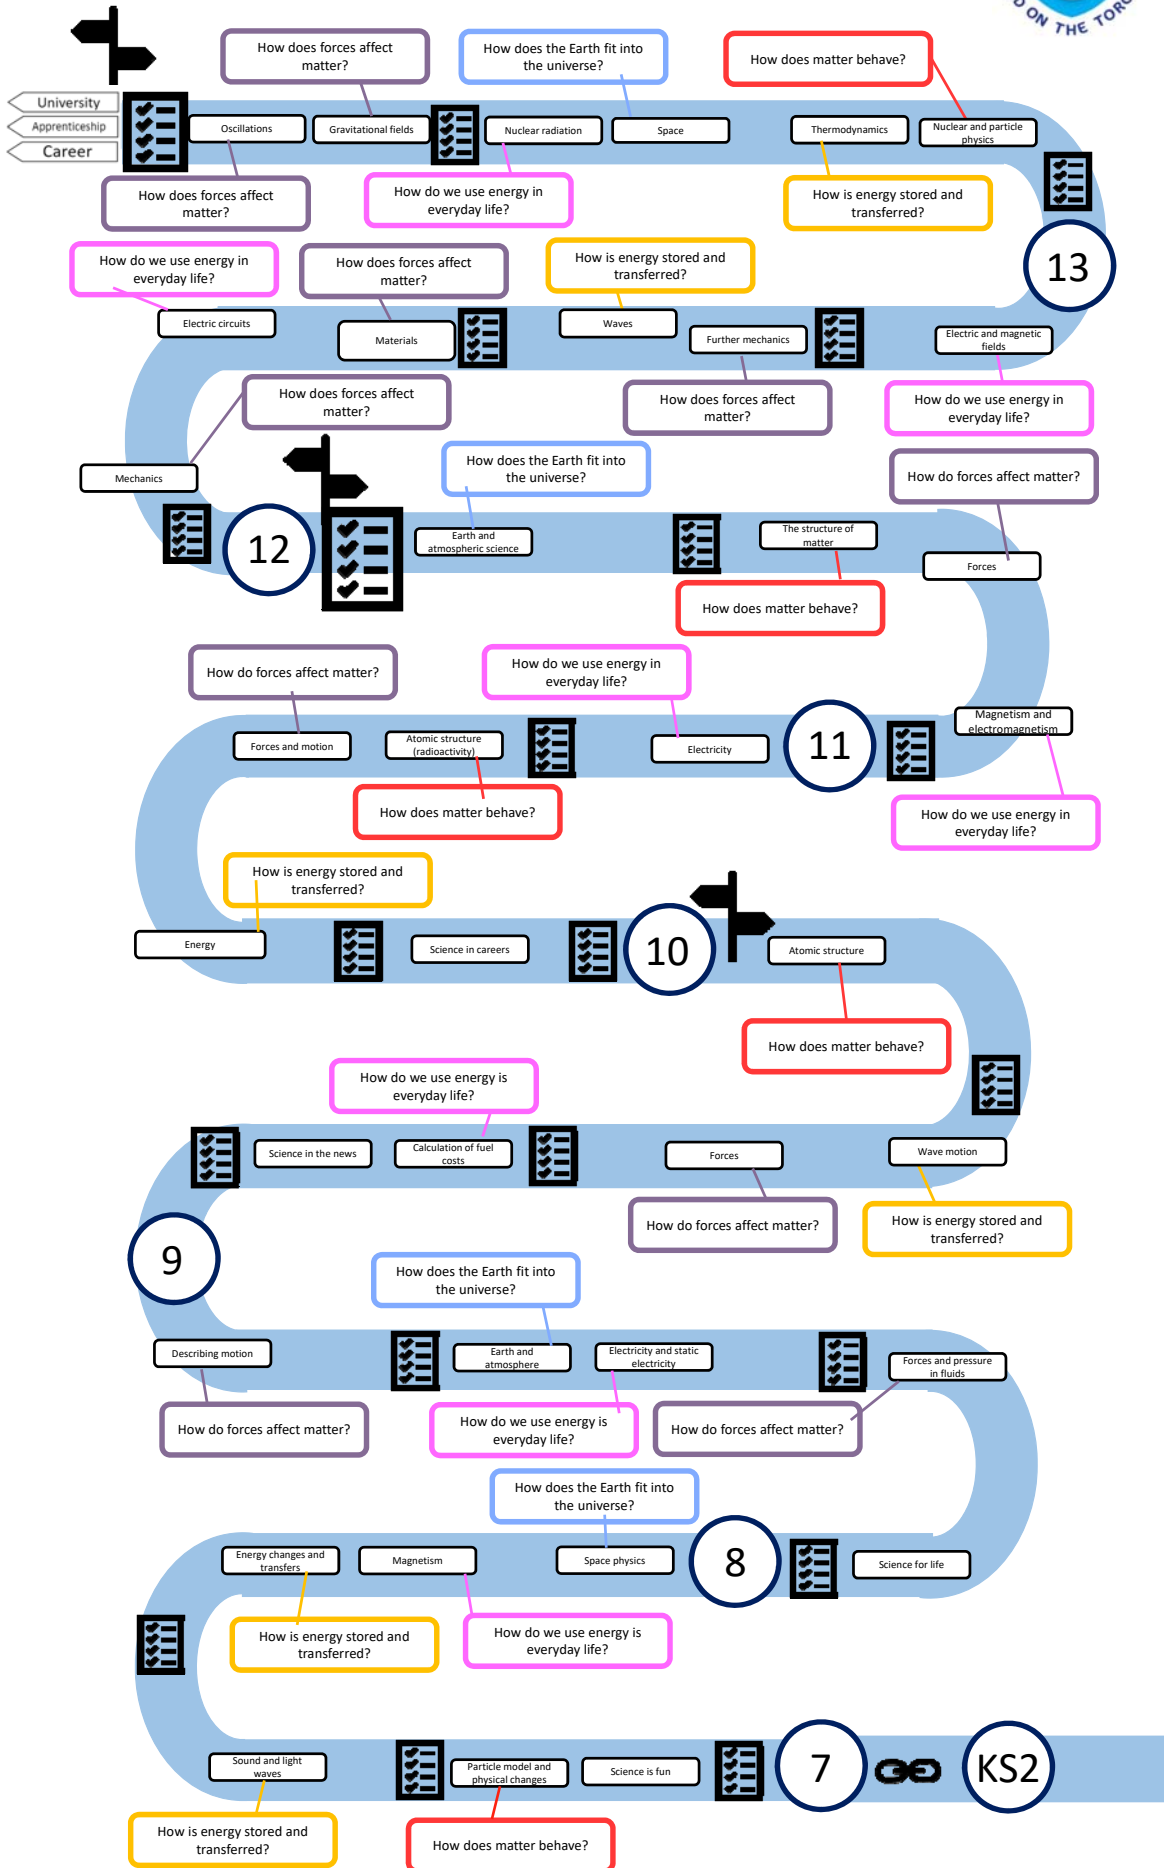 D ON THE TORC
How does forces affect
matter?
How does the Earth fit into
the universe?
How does matter behave?
University
Apprenticeship
Career
Oscillations
Gravitational fields
Nuclear radiation
Space
Thermodynamics
Nuclear and particle
physics
How does forces affect
matter?
How do we use energy in
everyday life?
How is energy stored and
transferred?
13
How do we use energy in
everyday life?
How does forces affect
matter?
How is energy stored and
transferred?
Electric circuits
Materials
Waves
Further mechanics
Electric and magnetic
fields
How does forces affect
matter?
How does forces affect
matter?
How do we use energy in
everyday life?
Mechanics
How does the Earth fit into
the universe?
How do forces affect matter?
12
Earth and
atmospheric science
The structure of
matter
Forces
How does matter behave?
How do forces affect matter?
How do we use energy in
everyday life?
Forces and motion
Atomic structure
(radioactivity)
Electricity
11
Magnetism and
electromagnetism
How does matter behave?
How do we use energy in
everyday life?
How is energy stored and
transferred?
Energy
Science in careers
10
Atomic structure
How does matter behave?
How do we use energy is
everyday life?
Science in the news
Calculation of fuel
costs
Forces
Wave motion
How do forces affect matter?
How is energy stored and
transferred?
9
How does the Earth fit into
the universe?
Describing motion
Earth and
atmosphere
Electricity and static
electricity
Forces and pressure
in fluids
How do forces affect matter?
How do we use energy is
everyday life?
How do forces affect matter?
How does the Earth fit into
the universe?
Energy changes and
transfers
Magnetism
Space physics
8
Science for life
How is energy stored and
transferred?
How do we use energy is
everyday life?
Sound and light
waves
Particle model and
physical changes
Science is fun
7
KS2
How is energy stored and
transferred?
How does matter behave?